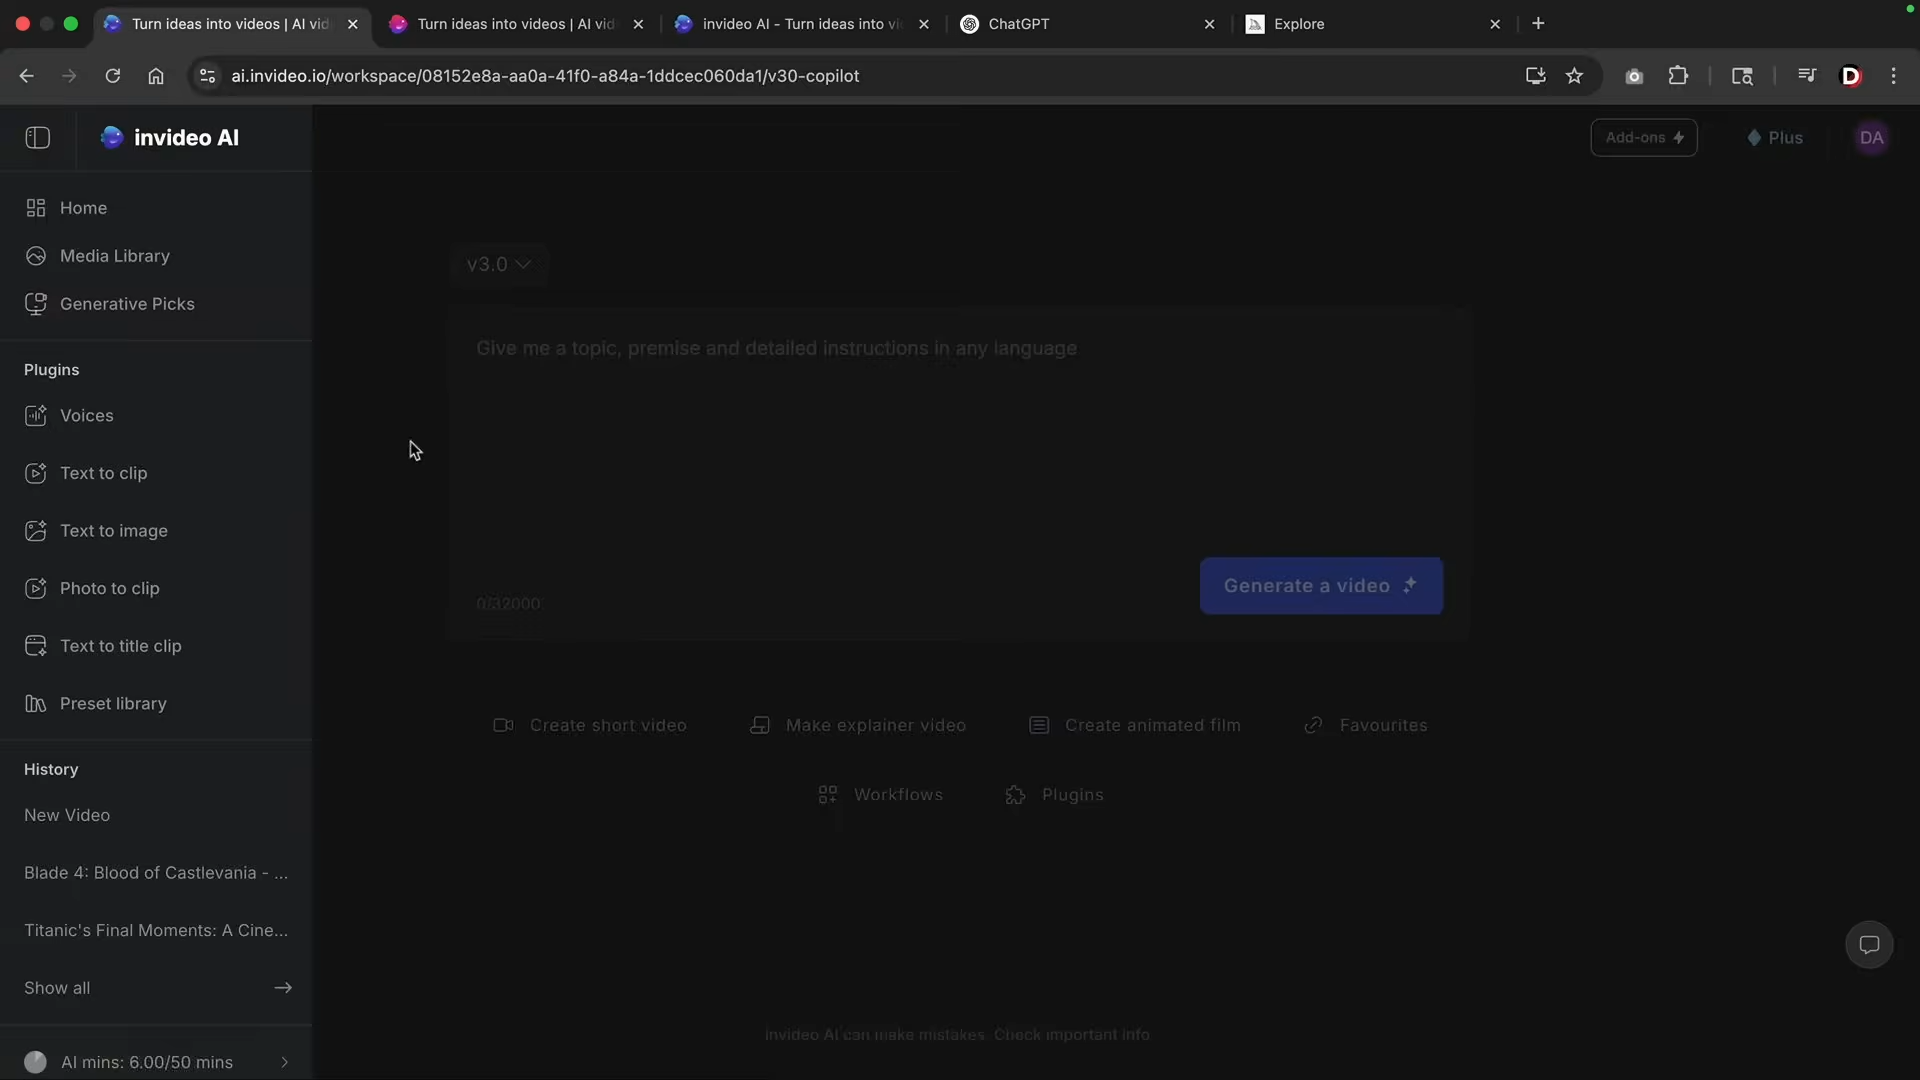 Turn ideas into videos | AI vid
Turn ideas into videos | AI vid
invideo AI - Turn ideas into vi
ChatGPT
Explore
ai.invideo.io/workspace/08152e8a-aa0a-41f0-a84a-1ddcec060da1/v30-copilot
D
invideo AI
Add-ons
Plus
DA
Home
Media Library
Generative Picks
Plugins
Voices
Text to clip
Text to image
Photo to clip
Text to title clip
Preset library
History
New Video
Blade 4: Blood of Castlevania - ...
Titanic's Final Moments: A Cine...
Show all
AI mins: 6.00/50 mins
v3.0
Give me a topic, premise and detailed instructions in any language
0/32000
Generate a video
Create short video
Make explainer video
Create animated film
Favourites
Workflows
Plugins
invideo AI can make mistakes. Check important info